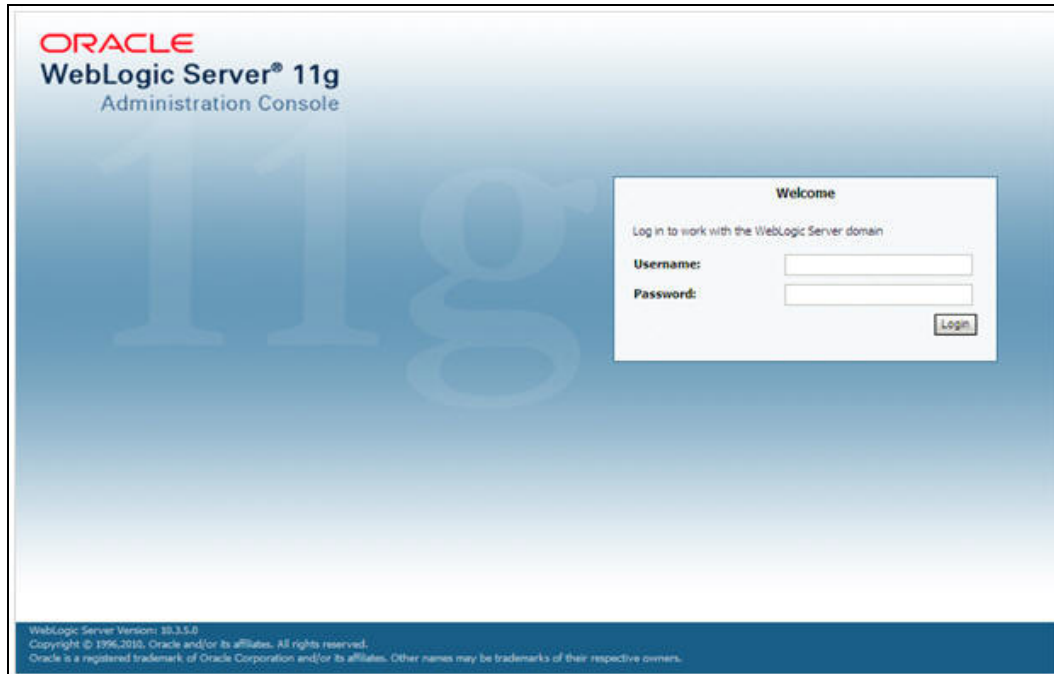 ORACLE
WebLogic Server® 11g
Administration Console
11g
Welcome
Log in to work with the WebLogic Server domain
Username:
Password:
Login
WebLogic Server Version: 10.3.5.0
Copyright © 1996,2010, Oracle and/or its affiliates. All rights reserved.
Oracle is a registered trademark of Oracle Corporation and/or its affiliates. Other names may be trademarks of their respective owners.